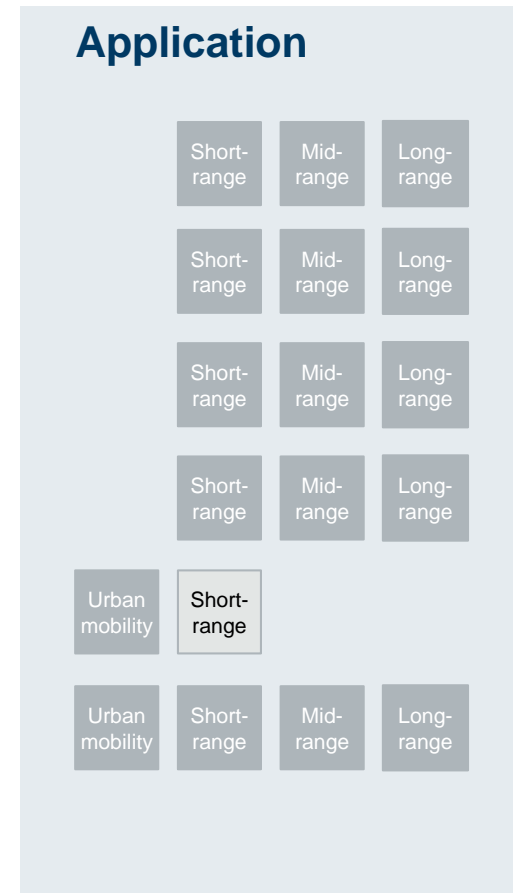 Application
Short-
range
Mid-
range
Long-
range
Short-
range
Mid-
range
Long-
range
Short-
range
Mid-
range
Long-
range
Short-
range
Mid-
range
Long-
range
Urban
mobility
Short-
range
Urban
mobility
Short-
range
Mid-
range
Long-
range